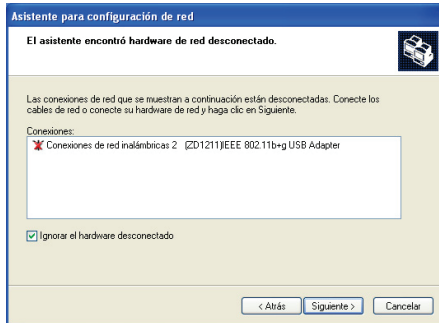 Asistente para configuración de red
El asistente encontró hardware de red desconectado.
Las conexiones de red que se muestran a continuación están desconectadas. Conecte los
cables de red o conecte su hardware de red y haga clic en Siguiente.
Conexiones:
Conexiones de red inalámbricas 2 (ZD1211)IEEE 802.11b+g USB Adapter
Ignorar el hardware desconectado
< Atrás Siguiente > Cancelar